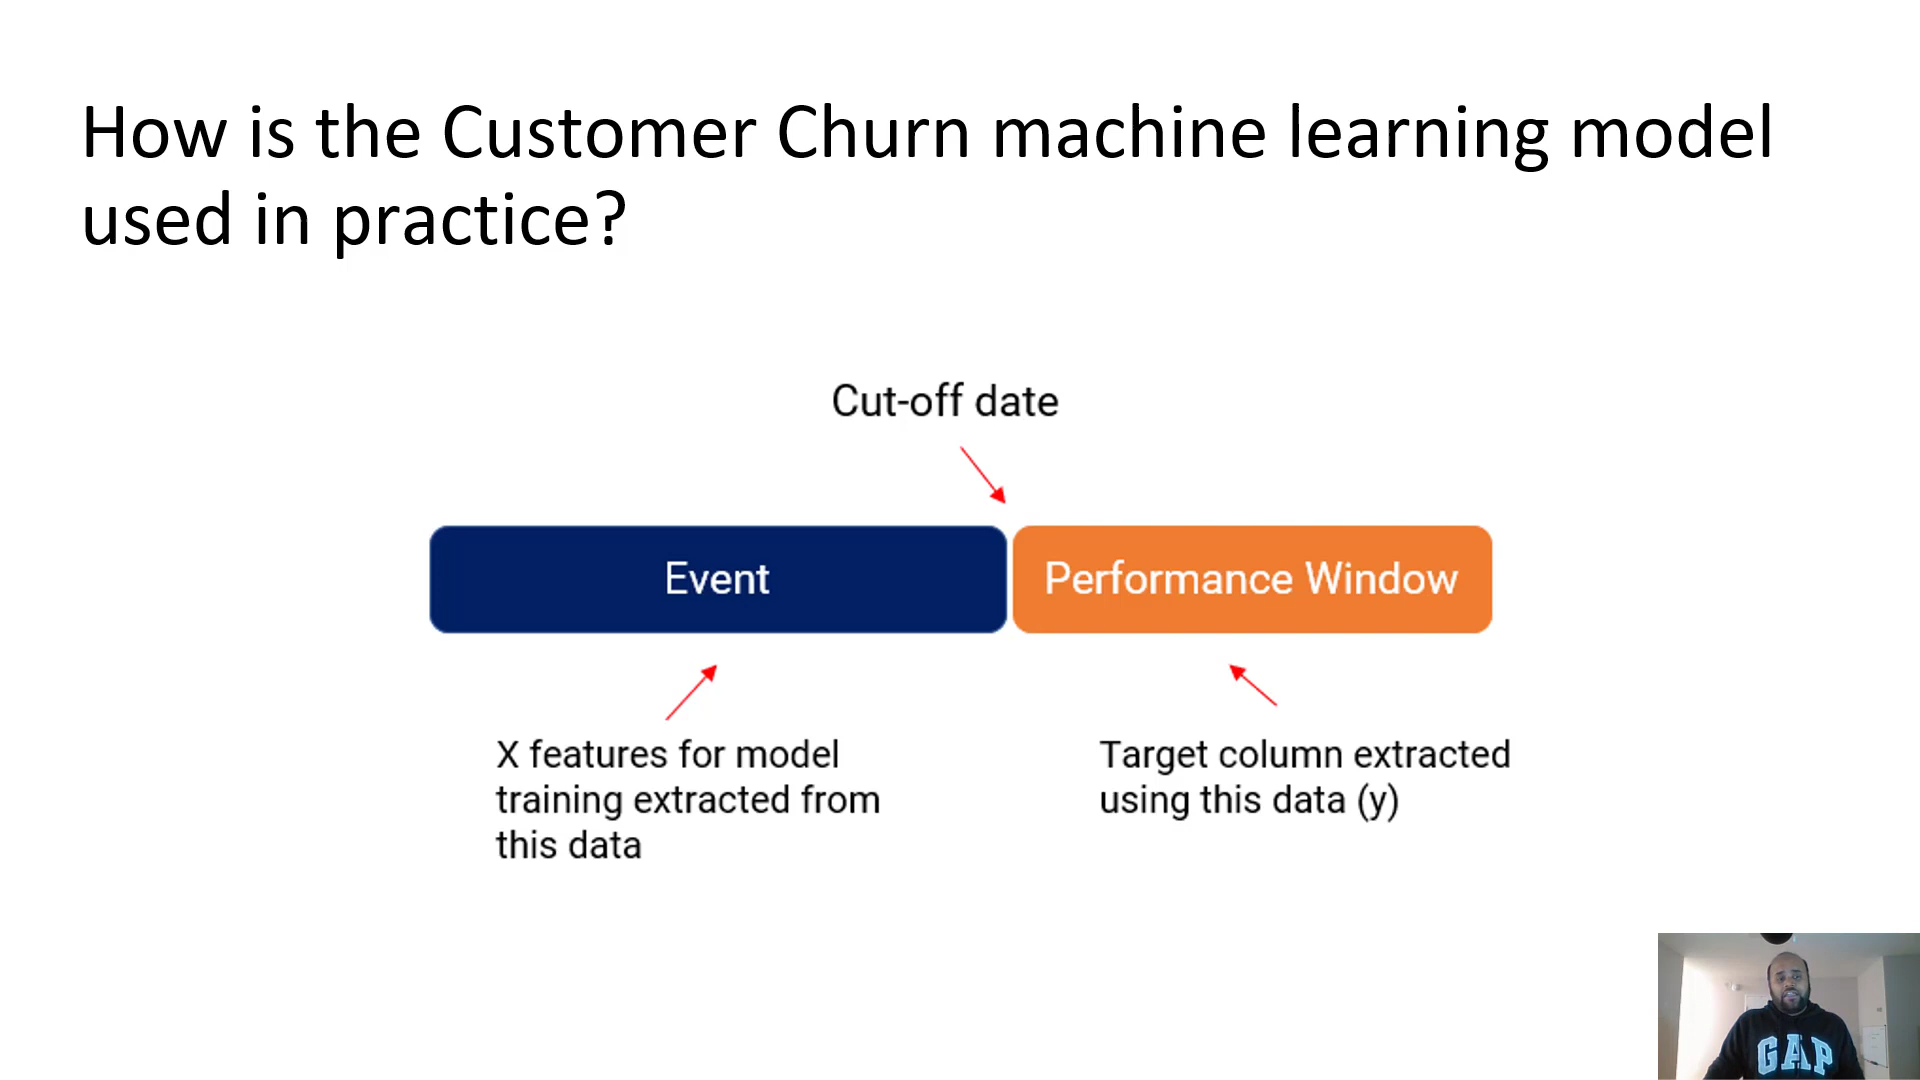 How is the Customer Churn machine learning model
used in practice?
Cut-off date
Event
Performance Window
X features for model
training extracted from
this data
Target column extracted
using this data (y)
GAP